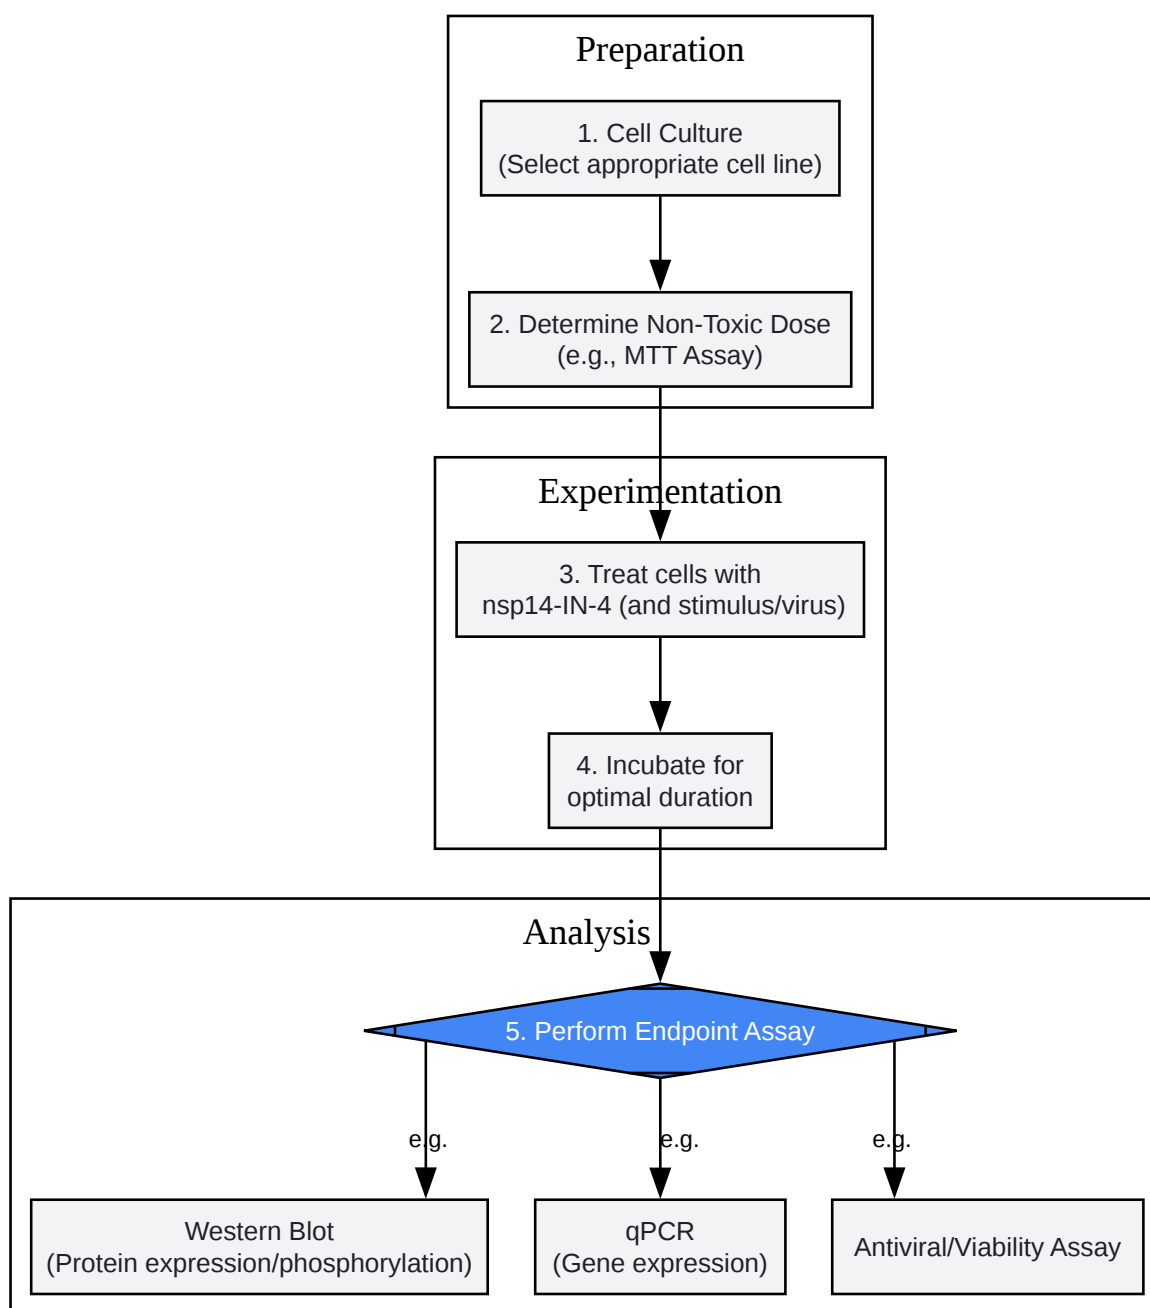 Preparation
1. Cell Culture
(Select appropriate cell line)
2. Determine Non-Toxic Dose
(e.g., MTT Assay)
Experimentation
3. Treat cells with
nsp14-IN-4 (and stimulus/virus)
4. Incubate for
optimal duration
Analysis
5. Perform Endpoint Assay
e.g.
e.g.
e.g.
Western Blot
(Protein expression/phosphorylation)
qPCR
(Gene expression)
Antiviral/Viability Assay